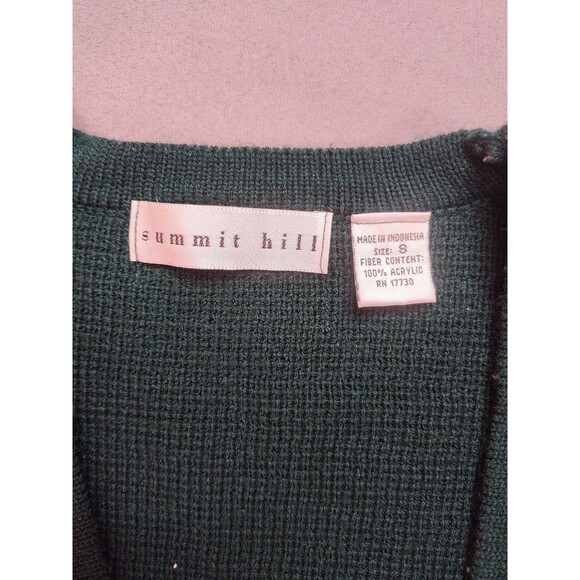 summit hill
MADE IN INDONESIA
SIZE: S
FIBER CONTENT:
100% ACRYLIC
RN 17730